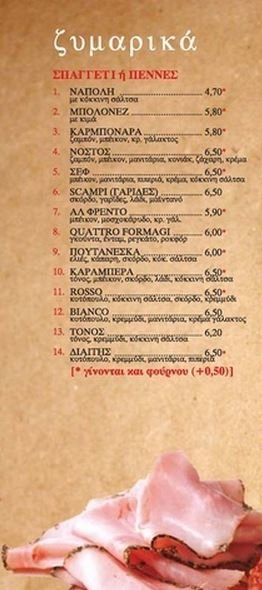 ζυμαρικά
ΣΠΑΓΓΕΤΙ ή ΠΕΝΝΕΣ
1. ΝΑΠΟΛΗ 4,70*
με κόκκινη σάλτσα
2. ΜΠΟΛΟΝΕΖ 5,80*
με κιμά
3. ΚΑΡΜΠΟΝΑΡΑ 5,80*
ζαμπόν, μπέικον, κρ. γάλακτος
4. ΝΟΣΤΟΣ 6,50*
ζαμπόν, μπέικον, μανιτάρια, κονιάκ, ζάχαρη, κρέμα
5. ΣΕΦ 6,50*
μπέικον, μανιτάρια, πιπεριά, κρέμα, κόκκινη σάλτσα
6. SCAMPI (ΓΑΡΙΔΕΣ) 6,50
σκόρδο, γαρίδες, λάδι, μαϊντανό
7. ΑΛ ΦΡΕΝΤΟ 5,90*
μπέικον, μοσχοκάρυδο, κρ. γάλ.
8. QUATTRO FORMAGI 6,00*
γκούντα, ένταμ, ρεγκάτο, ροκφόρ
9. ΠΟΥΤΑΝΕΣΚΑ 6,00*
ελιές, κάπαρη, σκόρδο, κόκ. σάλτσα
10. ΚΑΡΑΜΠΕΡΑ 6,50*
τόνος, μπέικον, σκόρδο, λάδι, κόκκινη σάλτσα
11. ROSSO 6,50*
κοτόπουλο, κόκκινη σάλτσα, σκόρδο, κρεμμύδι
12. BIANCO 6,50
κοτόπουλο, κρεμμύδι, μανιτάρια, κρέμα γάλακτος
13. ΤΟΝΟΣ 6,20
τόνος, κρεμμύδι, κόκκινη σάλτσα
14. ΔΙΑΙΤΗΣ 6,50*
κοτόπουλο, κρεμμύδι, μανιτάρια, πιπεριά
[* γίνονται και φούρνου (+0,50)]